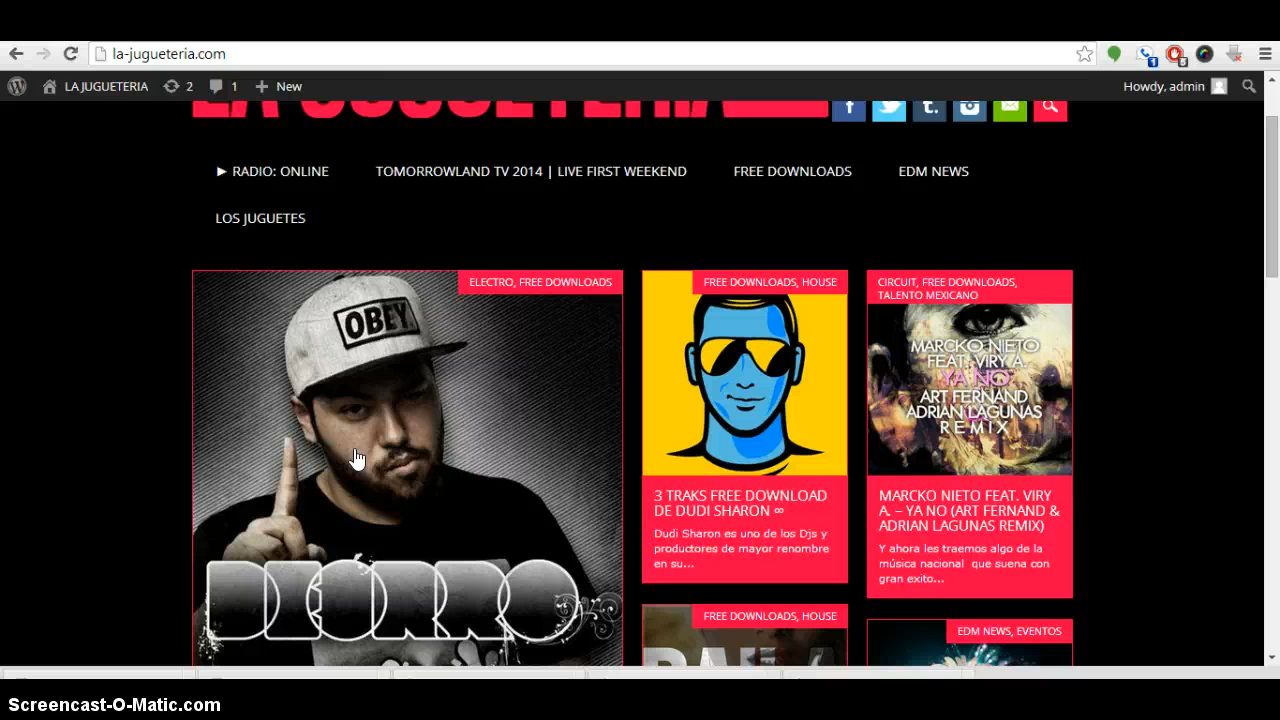 la-jugueteria.com
1
5
LA JUGUETERIA
2
1
New
Howdy, admin
LA JUGUETERIA
► RADIO: ONLINE
TOMORROWLAND TV 2014 | LIVE FIRST WEEKEND
FREE DOWNLOADS
EDM NEWS
LOS JUGUETES
ELECTRO, FREE DOWNLOADS
OBEY
DEORRO
FREE DOWNLOADS, HOUSE
3 TRAKS FREE DOWNLOAD
DE DUDI SHARON ∞
Dudi Sharon es uno de los Djs y
productores de mayor renombre
en su...
CIRCUIT, FREE DOWNLOADS,
TALENTO MEXICANO
MARCKO NIETO
FEAT. VIRY A.
YA NO
ART FERNAND
ADRIAN LAGUNAS
REMIX
MARCKO NIETO FEAT. VIRY
A. – YA NO (ART FERNAND &
ADRIAN LAGUNAS REMIX)
Y ahora les traemos algo de la
música nacional que suena con
gran exito...
FREE DOWNLOADS, HOUSE
EDM NEWS, EVENTOS
Screencast-O-Matic.com